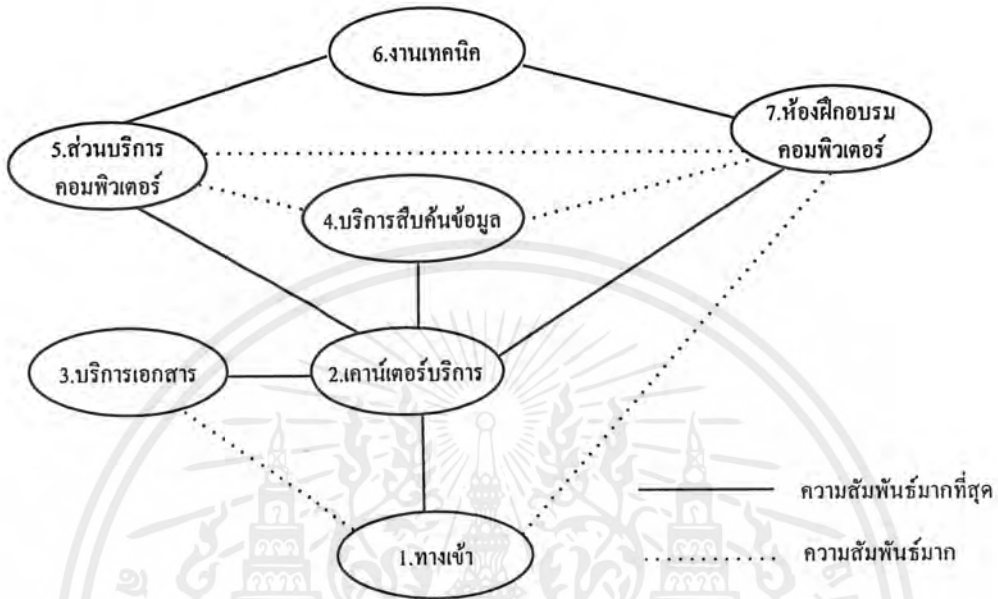 6.งานเทคนิค
7.ห้องฝึกอบรม
คอมพิวเตอร์
5.ส่วนบริการ
คอมพิวเตอร์
4.บริการสืบค้นข้อมูล
3.บริการเอกสาร
2.เคาน์เตอร์บริการ
1.ทางเข้า
ความสัมพันธ์มากที่สุด
ความสัมพันธ์มาก